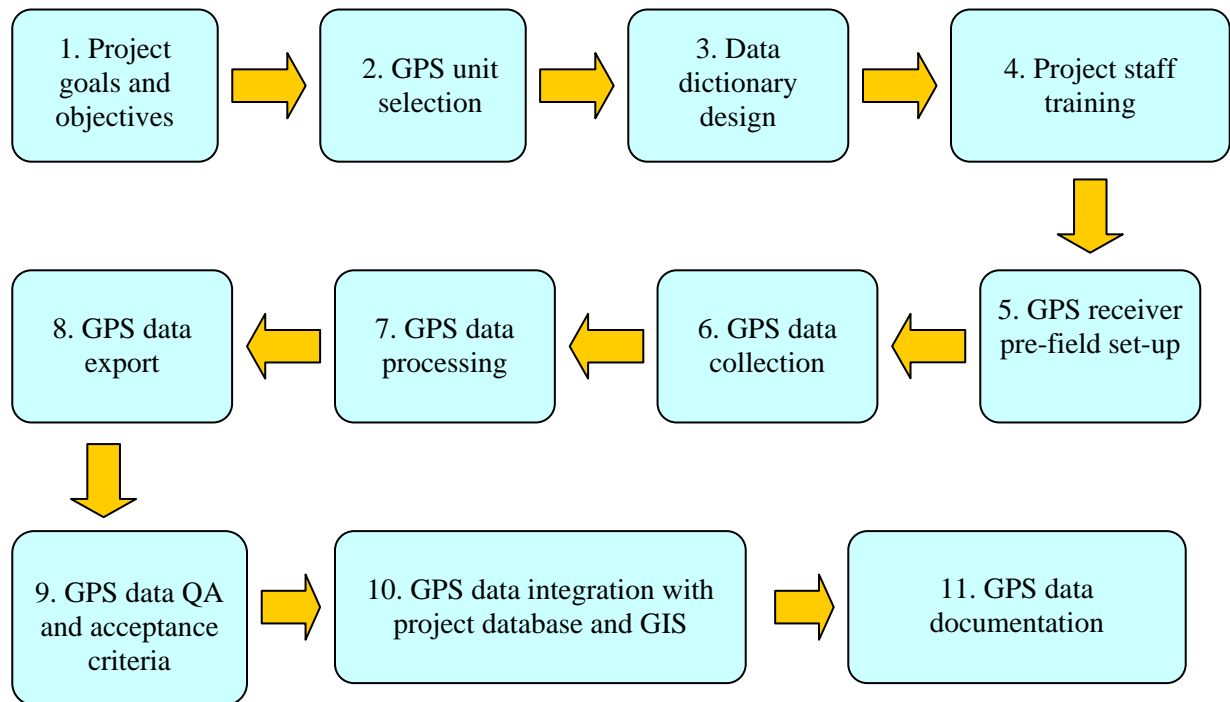 1. Project
goals and
objectives
2. GPS unit
selection
3. Data
dictionary
design
4. Project staff
training
5. GPS receiver
pre-field set-up
6. GPS data
collection
7. GPS data
processing
8. GPS data
export
9. GPS data QA
and acceptance
criteria
10. GPS data integration with
project database and GIS
11. GPS data
documentation